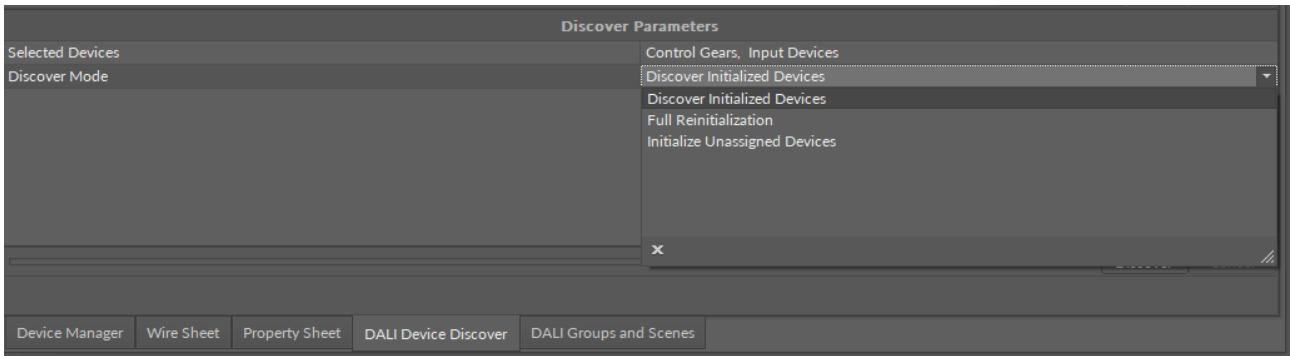 Discover Parameters
Selected Devices Control Gears, Input Devices
Discover Mode Discover Initialized Devices
Discover Initialized Devices
Full Reinitialization
Initialize Unassigned Devices
x
Device Manager Wire Sheet Property Sheet DALI Device Discover DALI Groups and Scenes